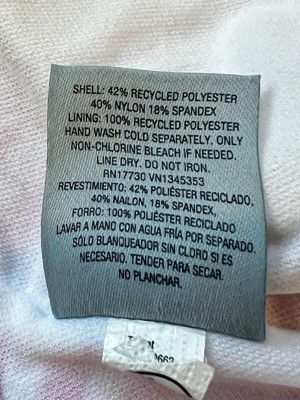 SHELL: 42% RECYCLED POLYESTER
40% NYLON 18% SPANDEX
LINING: 100% RECYCLED POLYESTER
HAND WASH COLD SEPARATELY, ONLY
NON-CHLORINE BLEACH IF NEEDED.
LINE DRY. DO NOT IRON.
RN17730 VN1345353
REVESTIMIENTO: 42% POLIÉSTER RECICLADO,
40% NAILON, 18% SPANDEX,
FORRO: 100% POLIÉSTER RECICLADO
LAVAR A MANO CON AGUA FRÍA POR SEPARADO.
SÓLO BLANQUEADOR SIN CLORO SI ES
NECESARIO. TENDER PARA SECAR.
NO PLANCHAR.